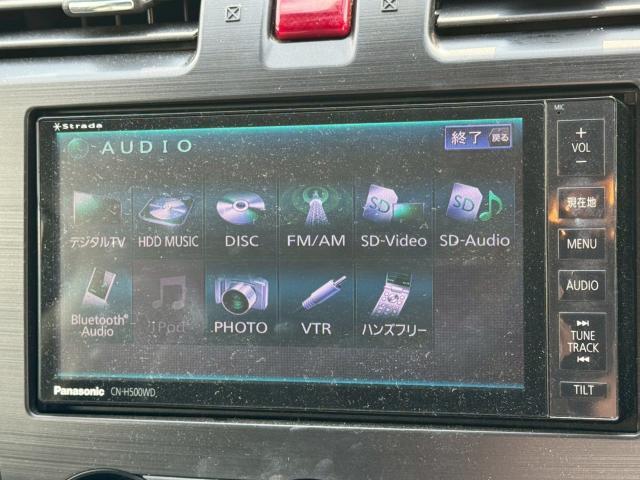 Strada
MIC
AUDIO
終了 戻る
+
VOL
−
現在地
MENU
AUDIO
TUNE
TRACK
TILT
デジタルTV
HDD MUSIC
DISC
FM/AM
SD-Video
SD-Audio
Bluetooth®
Audio
iPod
PHOTO
VTR
ハンズフリー
Panasonic CN-H500WD